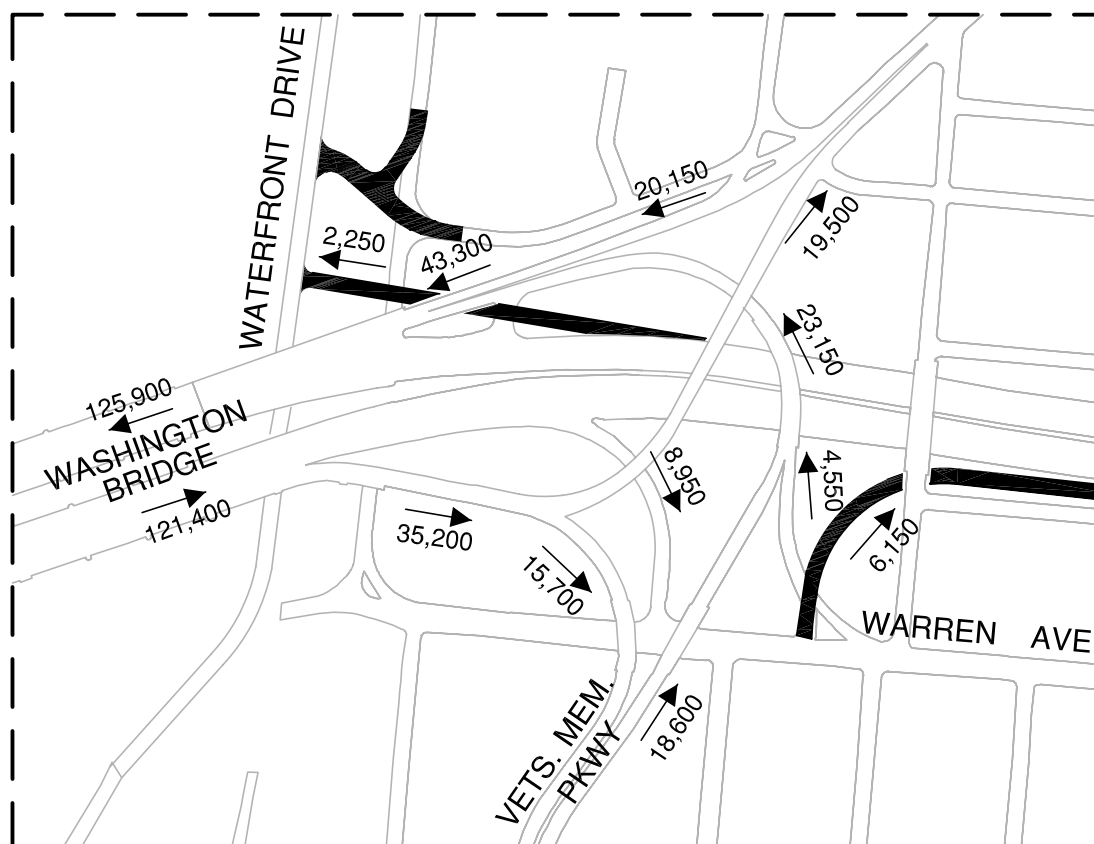 WATERFRONT DRIVE
20,150
19,500
2,250
43,300
23,150
125,900
WASHINGTON
BRIDGE
121,400
35,200
8,950
4,550
6,150
15,700
WARREN AVE
VETS. MEM.
PKWY
18,600